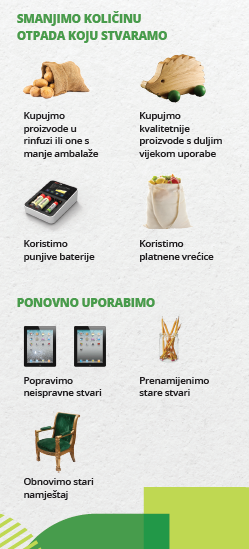 SMANJIMO KOLIČINU
OTPADA KOJU STVARAMO
Kupujmo
proizvode u
rinfuzi ili one s
manje ambalaže
Kupujmo
kvalitetnije
proizvode s duljim
vijekom uporabe
Koristimo
punjive baterije
Koristimo
platnene vrećice
PONOVNO UPORABIMO
Popravimo
neispravne stvari
Prenamijenimo
stare stvari
Obnovimo stari
namještaj